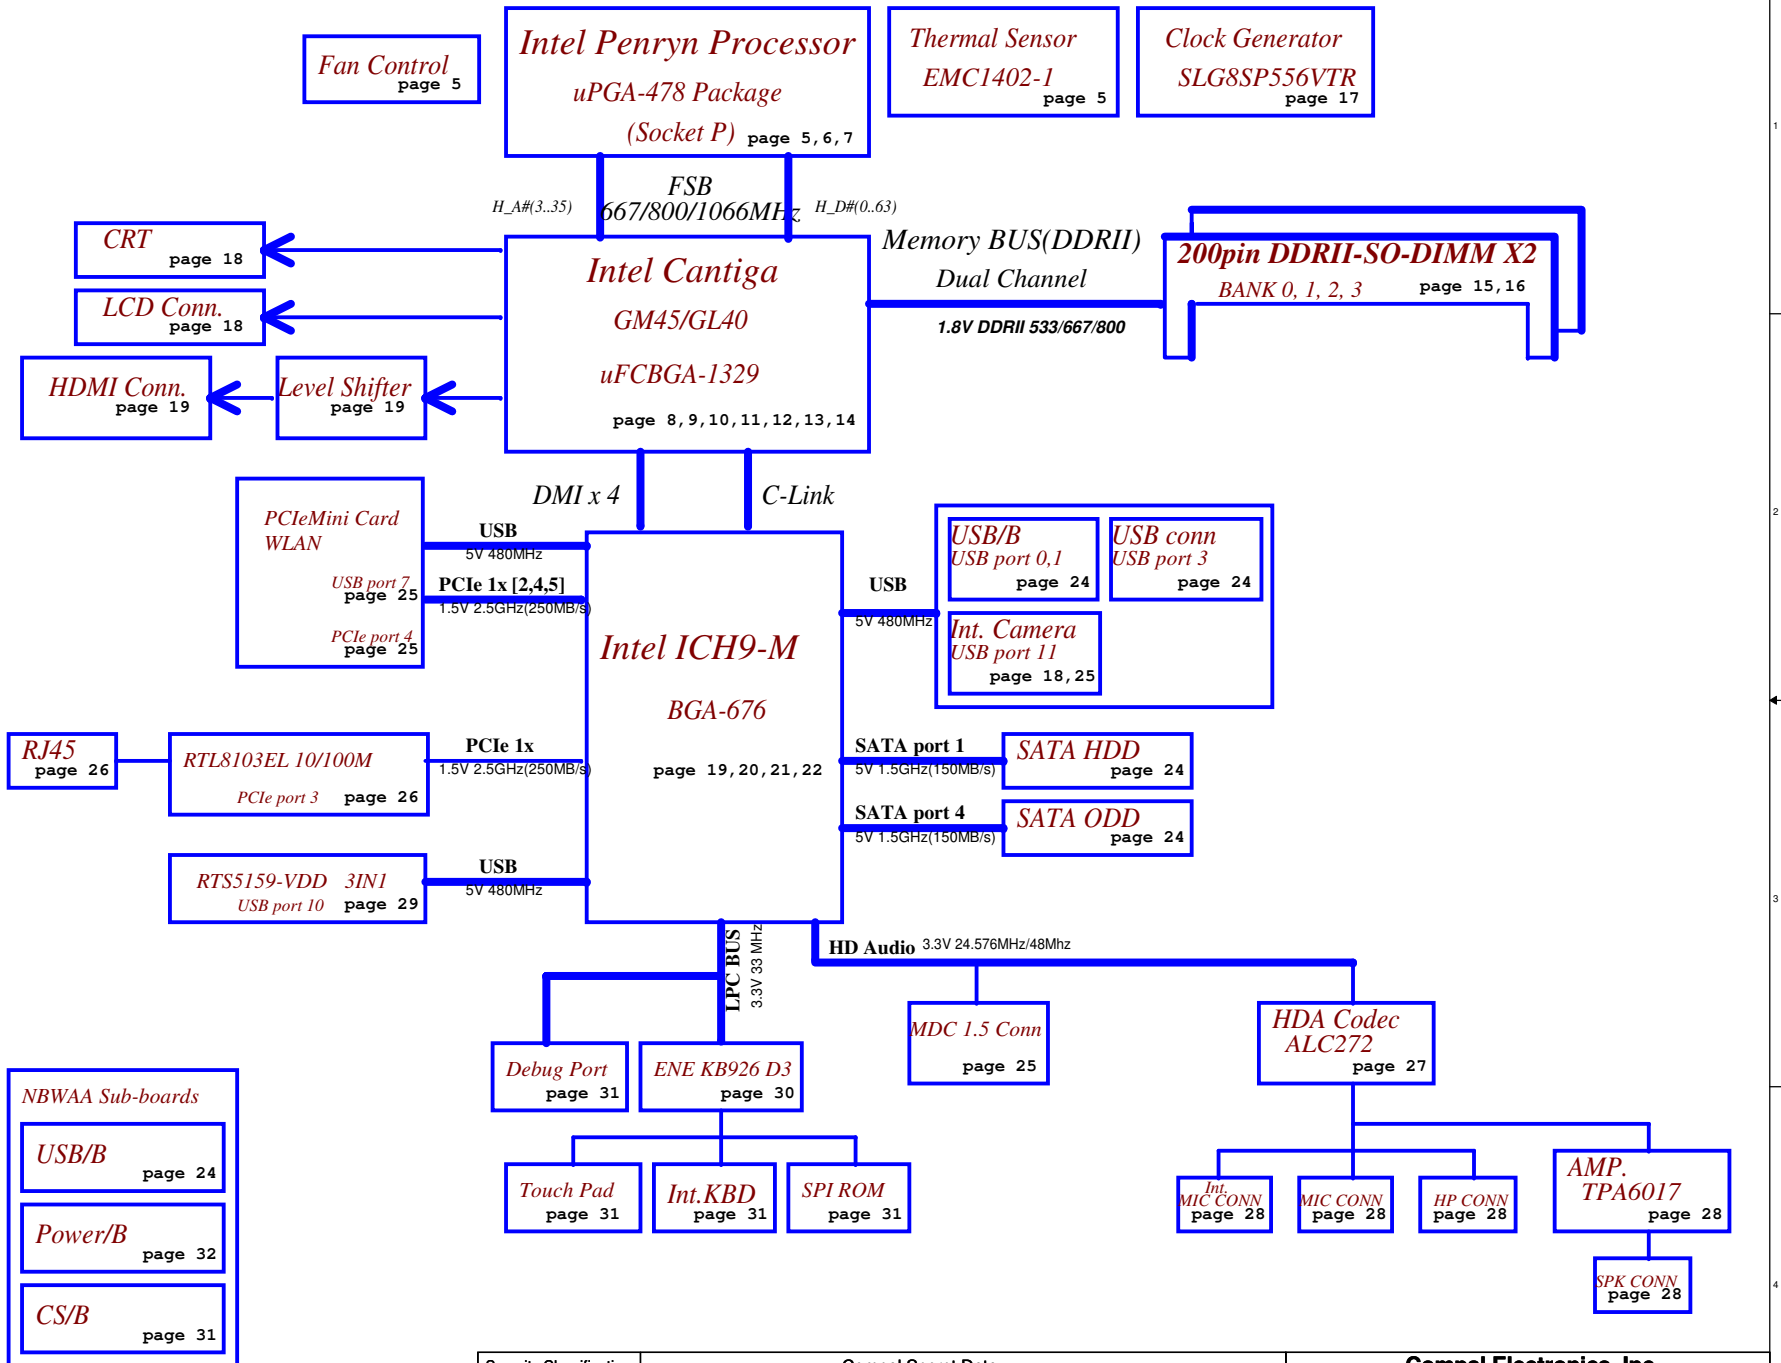 Fan Control
page 5
Intel Penryn Processor
uPGA-478 Package
(Socket P) page 5,6,7
Thermal Sensor
EMC1402-1
page 5
Clock Generator
SLG8SP556VTR
page 17
1
H_A#(3..35)
FSB
667/800/1066MHz
H_D#(0..63)
CRT
page 18
LCD Conn.
page 18
HDMI Conn.
page 19
Level Shifter
page 19
Intel Cantiga
GM45/GL40
uFCBGA-1329
page 8,9,10,11,12,13,14
Memory BUS(DDRII)
Dual Channel
1.8V DDRII 533/667/800
200pin DDRII-SO-DIMM X2
BANK 0, 1, 2, 3 page 15,16
DMI x 4
C-Link
2
PCIeMini Card
WLAN
USB port 7
page 25
PCIe port 4
page 25
USB
5V 480MHz
PCIe 1x [2,4,5]
1.5V 2.5GHz(250MB/s)
Intel ICH9-M
BGA-676
page 19,20,21,22
USB
5V 480MHz
USB/B
USB port 0,1
page 24
USB conn
USB port 3
page 24
Int. Camera
USB port 11
page 18,25
RJ45
page 26
RTL8103EL 10/100M
PCIe port 3 page 26
PCIe 1x
1.5V 2.5GHz(250MB/s)
SATA port 1
5V 1.5GHz(150MB/s)
SATA HDD
page 24
SATA port 4
5V 1.5GHz(150MB/s)
SATA ODD
page 24
RTS5159-VDD 3IN1
USB port 10 page 29
USB
5V 480MHz
3
LPC BUS
3.3V 33 MHz
HD Audio 3.3V 24.576MHz/48Mhz
MDC 1.5 Conn
page 25
HDA Codec
ALC272
page 27
Debug Port
page 31
ENE KB926 D3
page 30
Touch Pad
page 31
Int.KBD
page 31
SPI ROM
page 31
Int.
MIC CONN
page 28
MIC CONN
page 28
HP CONN
page 28
AMP.
TPA6017
page 28
SPK CONN
page 28
4
NBWAA Sub-boards
USB/B
page 24
Power/B
page 32
CS/B
page 31
Security Classification
Compal Secret Data
Compal Electronics, Inc.